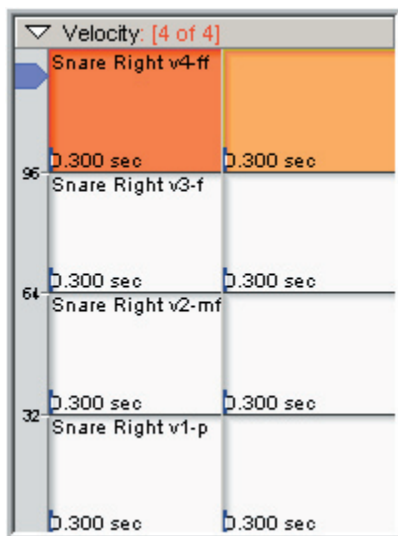 Velocity: [4 of 4]
Snare Right v4-ff
0.300 sec 0.300 sec
96
Snare Right v3-f
0.300 sec 0.300 sec
64
Snare Right v2-mf
0.300 sec 0.300 sec
32
Snare Right v1-p
0.300 sec 0.300 sec